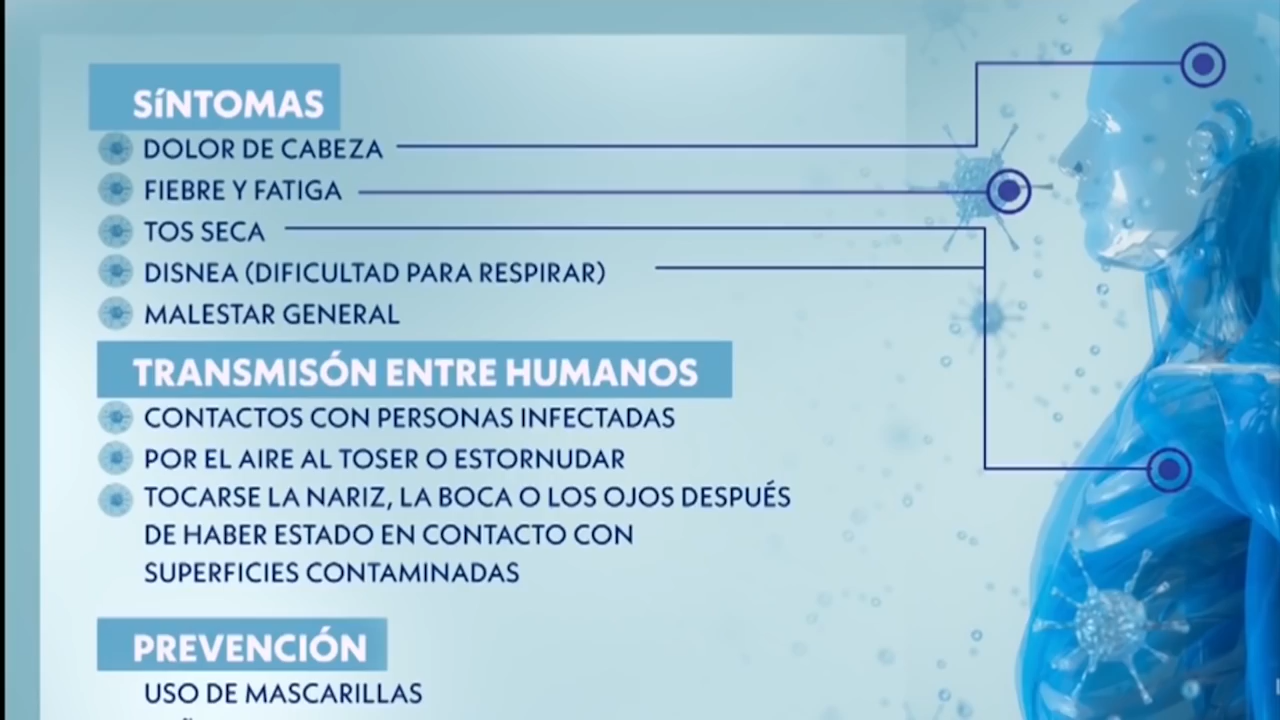 SíNTOMAS
DOLOR DE CABEZA
FIEBRE Y FATIGA
TOS SECA
DISNEA (DIFICULTAD PARA RESPIRAR)
MALESTAR GENERAL
TRANSMISÓN ENTRE HUMANOS
CONTACTOS CON PERSONAS INFECTADAS
POR EL AIRE AL TOSER O ESTORNUDAR
TOCARSE LA NARIZ, LA BOCA O LOS OJOS DESPUÉS
DE HABER ESTADO EN CONTACTO CON
SUPERFICIES CONTAMINADAS
PREVENCIÓN
USO DE MASCARILLAS